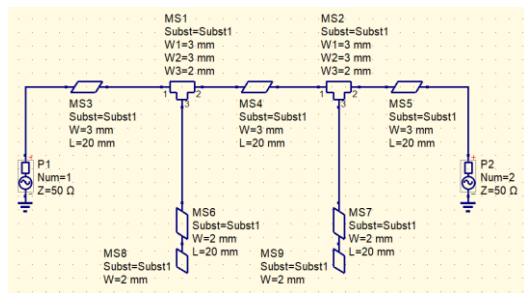 MS1
Subst=Subst1
W1=3 mm
W2=3 mm
W3=2 mm
MS2
Subst=Subst1
W1=3 mm
W2=3 mm
W3=2 mm
1
2
3
1
2
3
MS3
Subst=Subst1
W=3 mm
L=20 mm
MS4
Subst=Subst1
W=3 mm
L=20 mm
MS5
Subst=Subst1
W=3 mm
L=20 mm
P1
Num=1
Z=50 Ω
P2
Num=2
Z=50 Ω
MS6
Subst=Subst1
W=2 mm
L=20 mm
MS7
Subst=Subst1
W=2 mm
L=20 mm
MS8
Subst=Subst1
W=2 mm
MS9
Subst=Subst1
W=2 mm